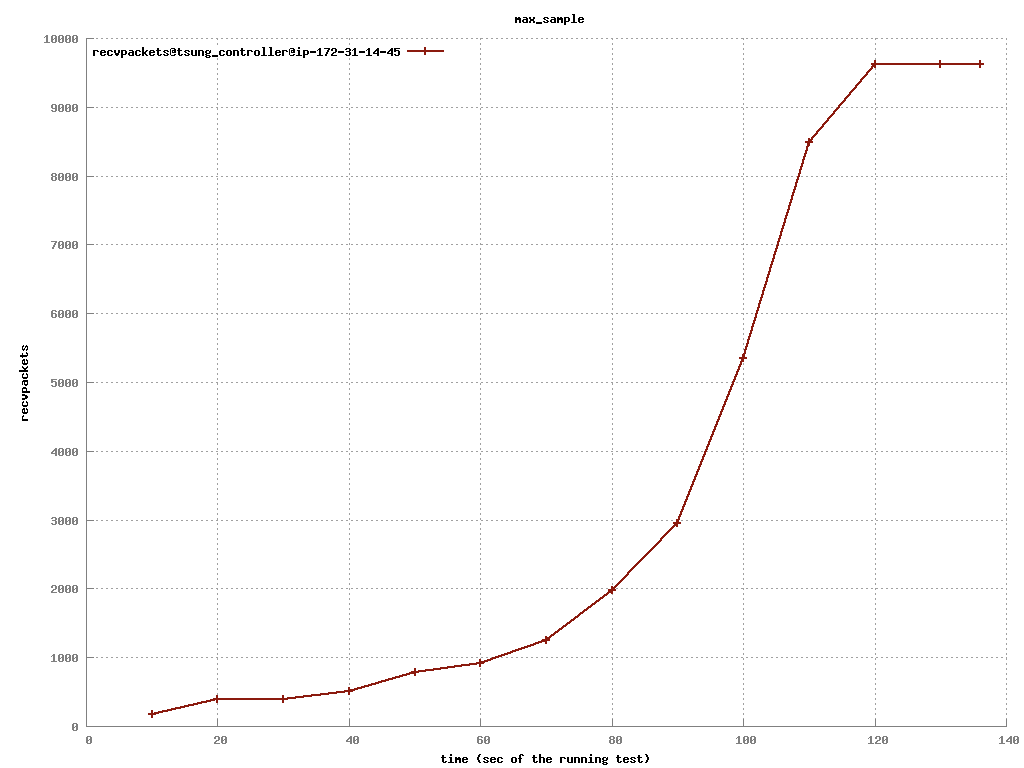 max_sample
recvpackets@tsung_controller@ip-172-31-14-45
10000
9000
8000
7000
6000
5000
4000
3000
2000
1000
0
recvpackets
0 20 40 60 80 100 120 140
time (sec of the running test)